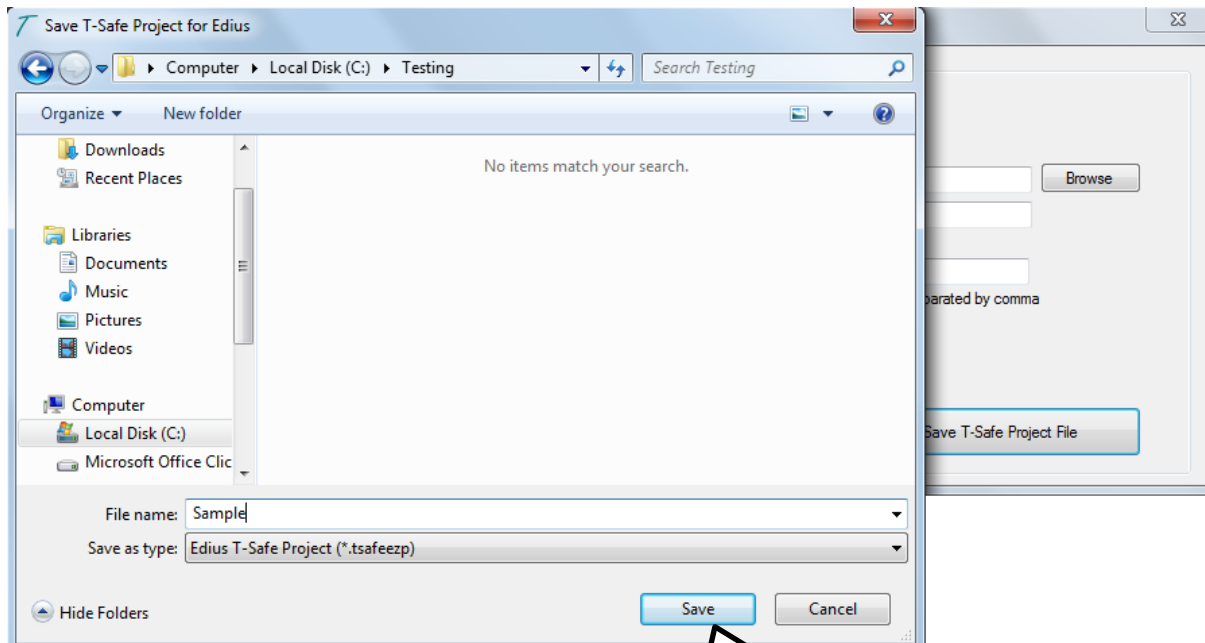 Save T-Safe Project for Edius
Computer Local Disk (C:) Testing
Search Testing
Organize New folder
Downloads
Recent Places
Libraries
Documents
Music
Pictures
Videos
Computer
Local Disk (C:)
Microsoft Office Clic
No items match your search.
File name: Sample
Save as type: Edius T-Safe Project (*.tsafeezp)
Hide Folders
Save
Cancel
Browse
parated by comma
Save T-Safe Project File